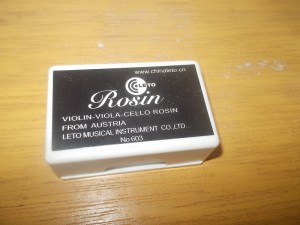 www.chinaleto.cn
LETO
Rosin
VIOLIN-VIOLA-CELLO ROSIN
FROM AUSTRIA
LETO MUSICAL INSTRUMENT CO.,LTD..
No 603